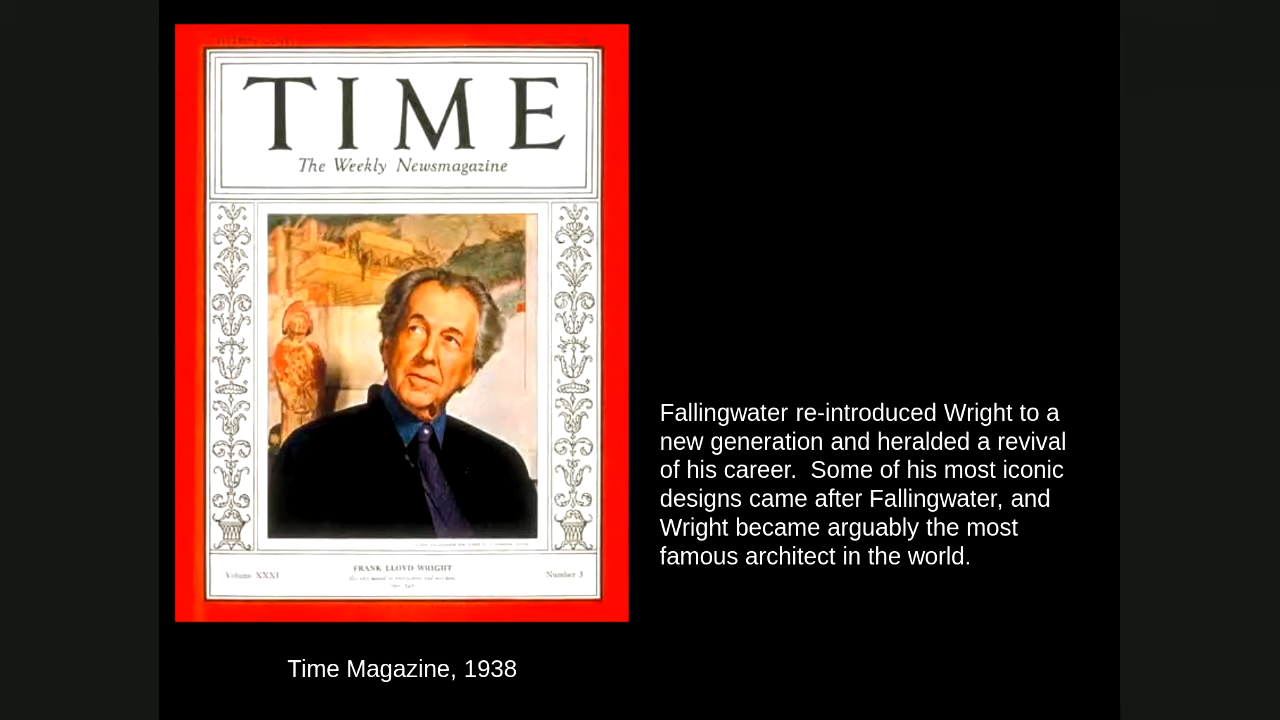 TIME
The Weekly Newsmagazine
Volume XXXI
FRANK LLOYD WRIGHT
Number 3
Time Magazine, 1938
Fallingwater re-introduced Wright to a
new generation and heralded a revival
of his career.  Some of his most iconic
designs came after Fallingwater, and
Wright became arguably the most
famous architect in the world.